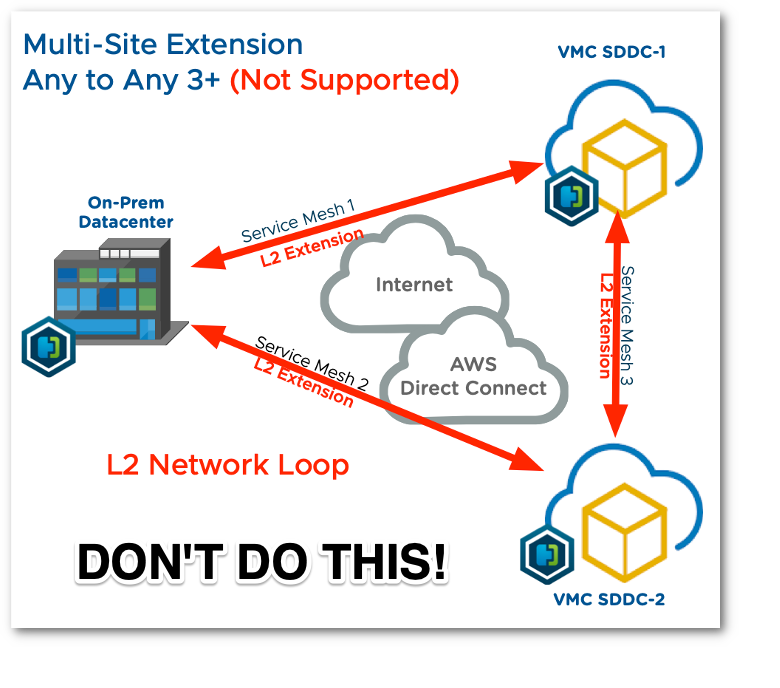 Multi-Site Extension
Any to Any 3+ (Not Supported)
VMC SDDC-1
On-Prem
Datacenter
Service Mesh 1
L2 Extension
Internet
Service Mesh 3
L2 Extension
AWS
Direct Connect
Service Mesh 2
L2 Extension
L2 Network Loop
DON'T DO THIS!
VMC SDDC-2